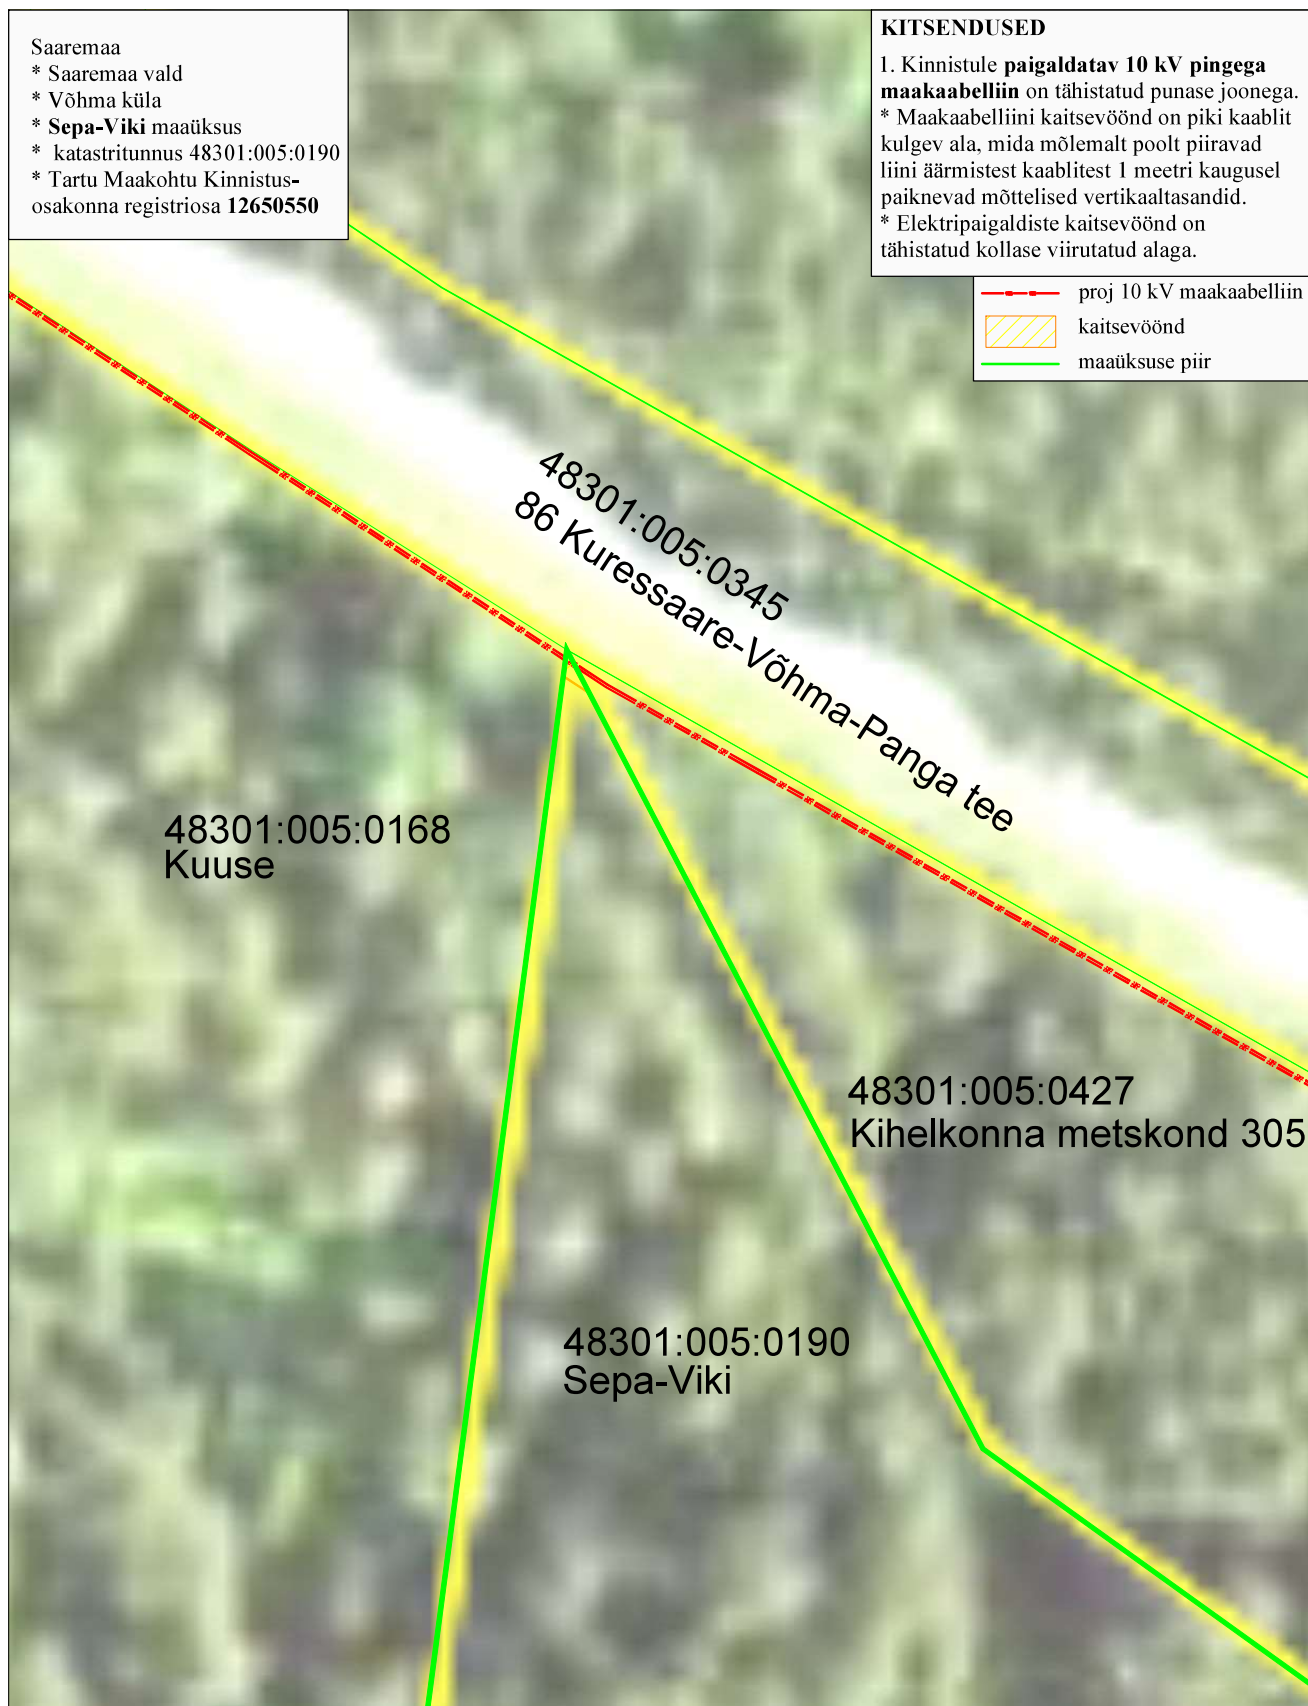 Saaremaa
* Saaremaa vald
* Võhma küla
* Sepa-Viki maaüksus
* katastritunnus 48301:005:0190
* Tartu Maakohtu Kinnistus-
osakonna registriosa 12650550
KITSENDUSED
1. Kinnistule paigaldatav 10 kV pingega
maakaabelliin on tähistatud punase joonega.
* Maakaabelliini kaitsevöönd on piki kaablit
kulgev ala, mida mõlemalt poolt piiravad
liini äärmistest kaablitest 1 meetri kaugusel
paiknevad mõttelised vertikaaltasandid.
* Elektripaigaldiste kaitsevöönd on
tähistatud kollase viirutatud alaga.
proj 10 kV maakaabelliin
kaitsevöönd
maaüksuse piir
48301:005:0345
86 Kuressaare-Võhma-Panga tee
48301:005:0168
Kuuse
48301:005:0427
Kihelkonna metskond 305
48301:005:0190
Sepa-Viki